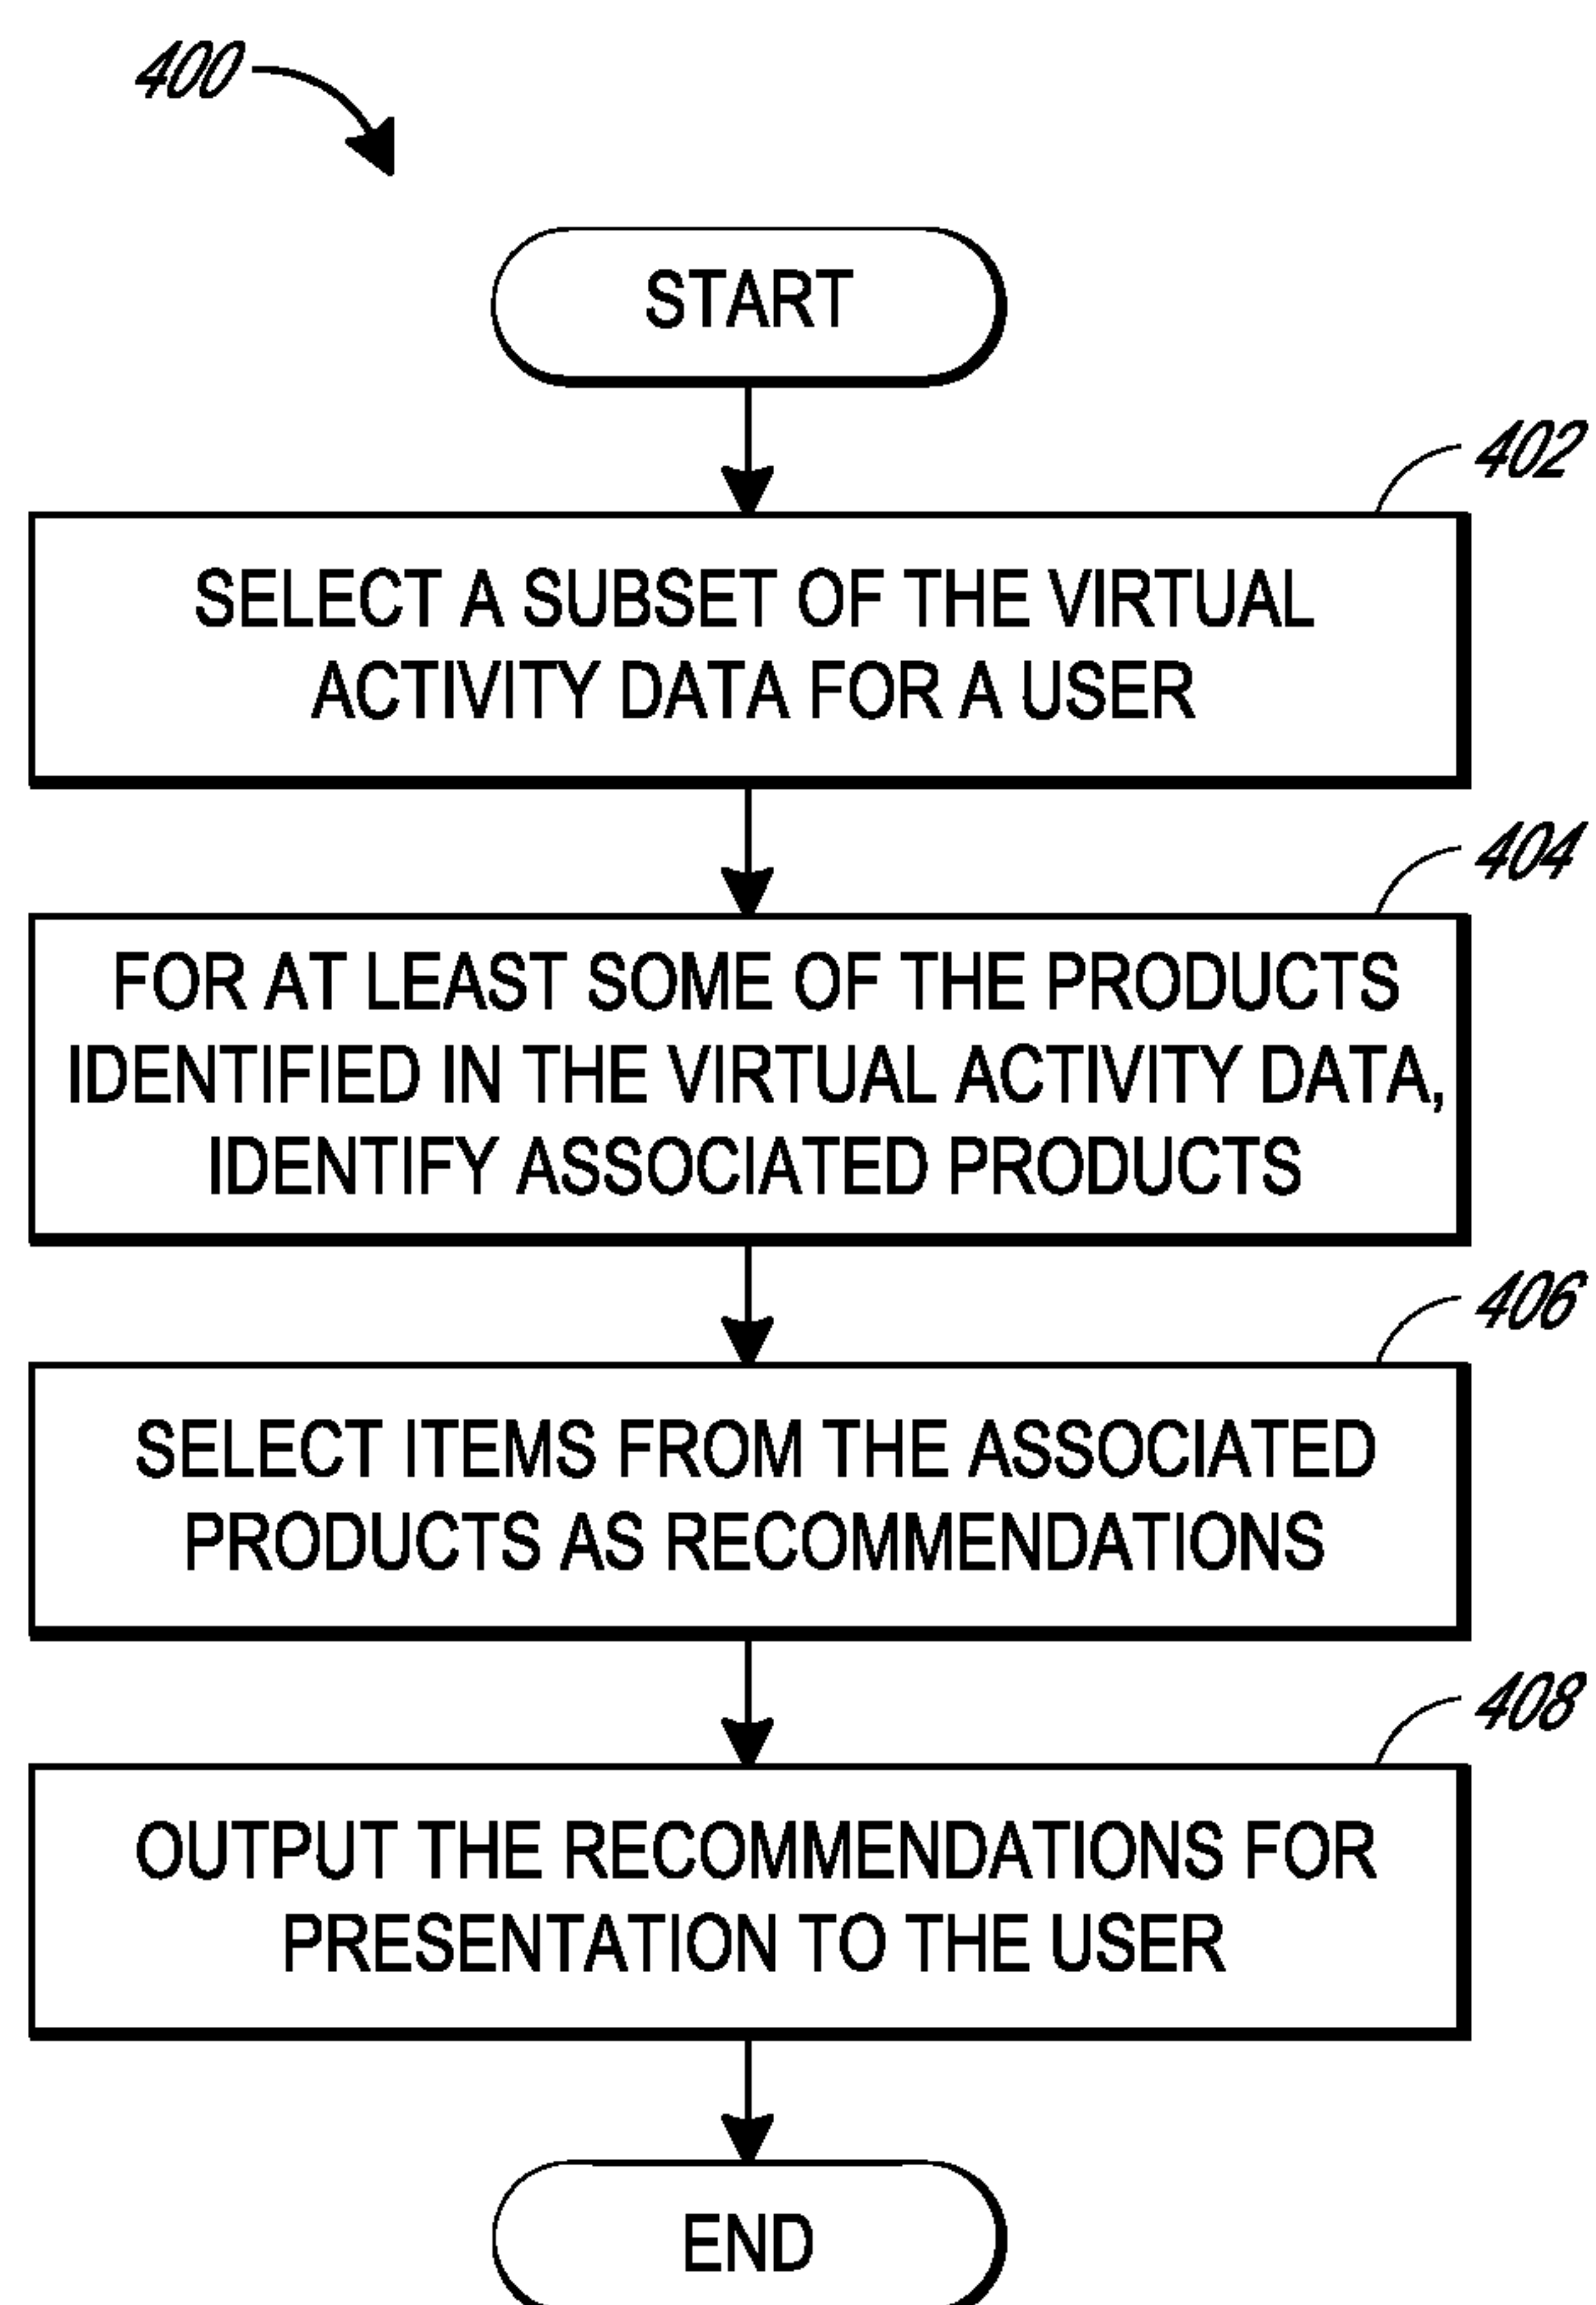 400
START
402
SELECT A SUBSET OF THE VIRTUAL
ACTIVITY DATA FOR A USER
404
FOR AT LEAST SOME OF THE PRODUCTS
IDENTIFIED IN THE VIRTUAL ACTIVITY DATA,
IDENTIFY ASSOCIATED PRODUCTS
406
SELECT ITEMS FROM THE ASSOCIATED
PRODUCTS AS RECOMMENDATIONS
408
OUTPUT THE RECOMMENDATIONS FOR
PRESENTATION TO THE USER
END